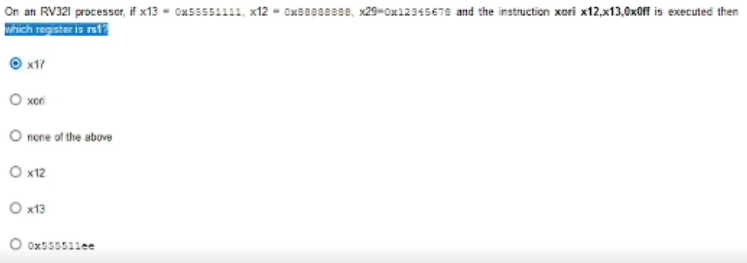 On an RV32I processor, if x13 = 0x55551111, x12 = 0x88888888, x29=0x12345678 and the instruction xori x12,x13,0x0ff is executed then
which register is rs1?
x17
xori
none of the above
x12
x13
0x555511ee